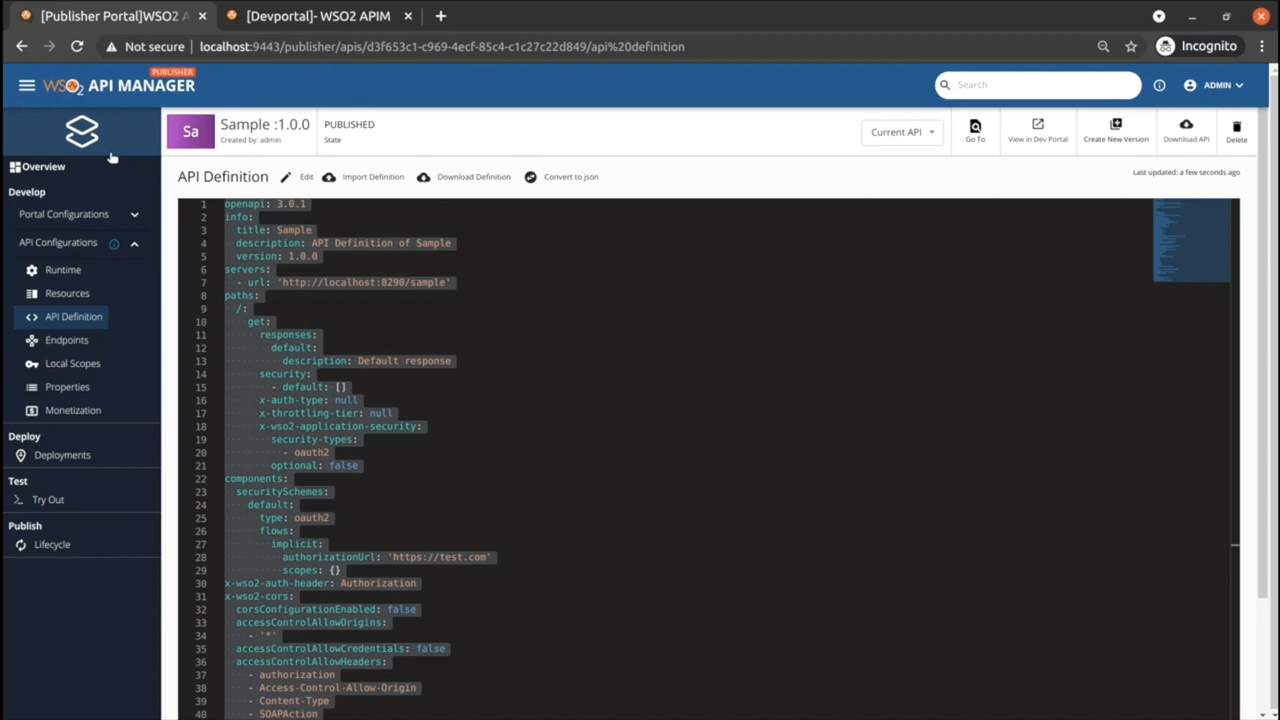 [Publisher Portal]WSO2 A
[Devportal]- WSO2 APIM
Not secure localhost:9443/publisher/apis/d3f653c1-c969-4ecf-85c4-c1c27c22d849/api%20definition
Incognito
PUBLISHER
WSO2 API MANAGER
Search
ADMIN
Sa
Sample :1.0.0
Created by: admin
PUBLISHED
State
Current API
Go To
View in Dev Portal
Create New Version
Download API
Delete
Overview
Develop
Portal Configurations
API Configurations
Runtime
Resources
API Definition
Endpoints
Local Scopes
Properties
Monetization
Deploy
Deployments
Test
Try Out
Publish
Lifecycle
API Definition
Edit
Import Definition
Download Definition
Convert to json
Last updated: a few seconds ago
1 openapi: 3.0.1
2 info:
3 title: Sample
4 description: API Definition of Sample
5 version: 1.0.0
6 servers:
7 - url: 'http://localhost:8290/sample'
8 paths:
9 /:
10 get:
11 responses:
12 default:
13 description: Default response
14 security:
15 - default: []
16 x-auth-type: null
17 x-throttling-tier: null
18 x-wso2-application-security:
19 security-types:
20 - oauth2
21 optional: false
22 components:
23 securitySchemes:
24 default:
25 type: oauth2
26 flows:
27 implicit:
28 authorizationUrl: 'https://test.com'
29 scopes: {}
30 x-wso2-auth-header: Authorization
31 x-wso2-cors:
32 corsConfigurationEnabled: false
33 accessControlAllowOrigins:
34 - '*'
35 accessControlAllowCredentials: false
36 accessControlAllowHeaders:
37 - authorization
38 - Access-Control-Allow-Origin
39 - Content-Type
40 - SOAPAction